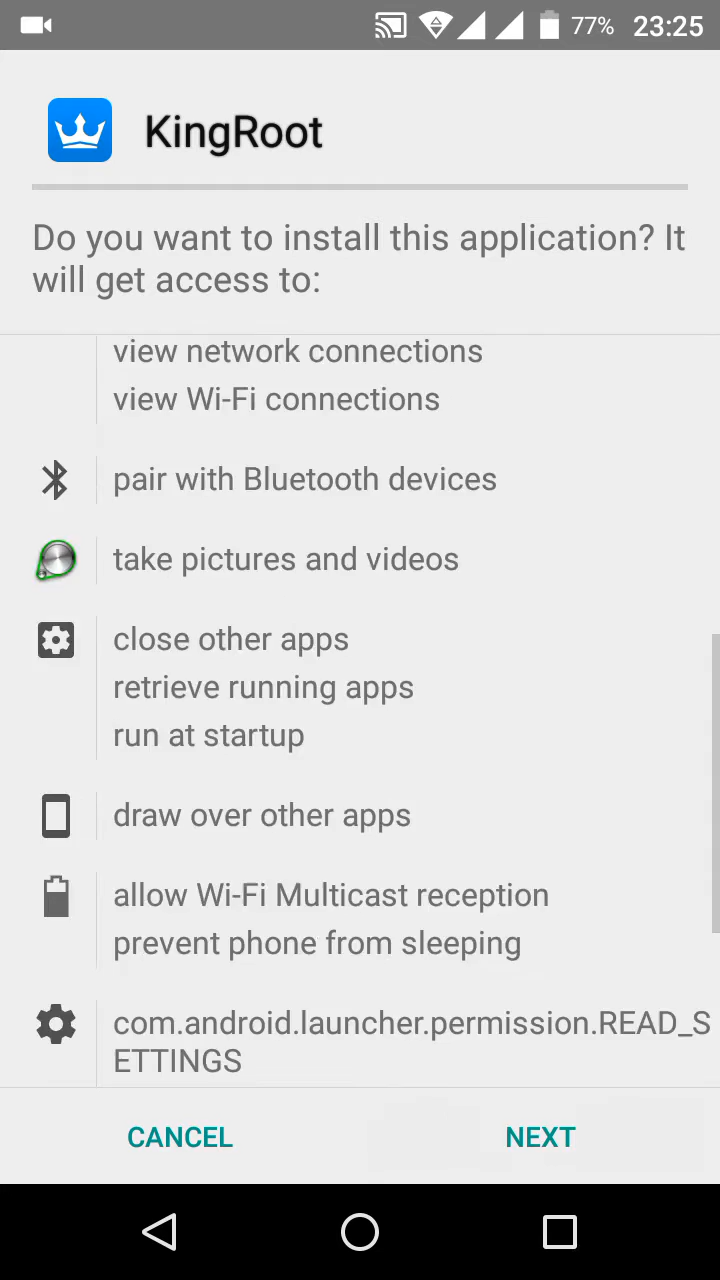 77% 23:25
KingRoot
Do you want to install this application? It
will get access to:
view network connections
view Wi-Fi connections
pair with Bluetooth devices
take pictures and videos
close other apps
retrieve running apps
run at startup
draw over other apps
allow Wi-Fi Multicast reception
prevent phone from sleeping
com.android.launcher.permission.READ_S
ETTINGS
CANCEL NEXT